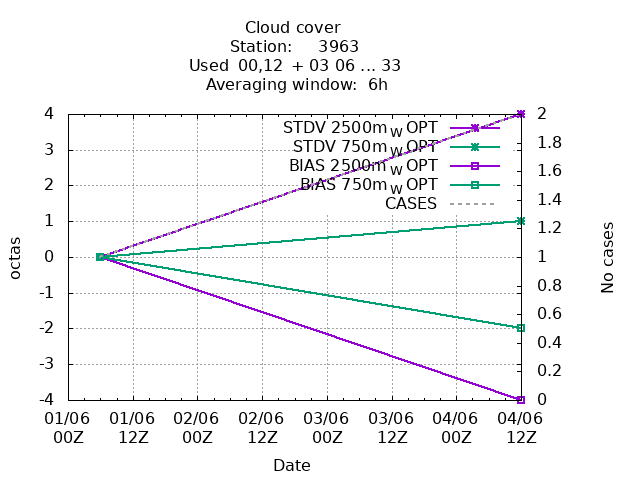 Cloud cover
Station: 3963
Used 00,12 + 03 06 ... 33
Averaging window: 6h
STDV 2500m_W OPT
STDV 750m_W OPT
BIAS 2500m_W OPT
BIAS 750m_W OPT
CASES
octas
4
3
2
1
0
-1
-2
-3
-4
No cases
2
1.8
1.6
1.4
1.2
1
0.8
0.6
0.4
0.2
0
01/06 01/06 02/06 02/06 03/06 03/06 04/06 04/06
00Z 12Z 00Z 12Z 00Z 12Z 00Z 12Z
Date